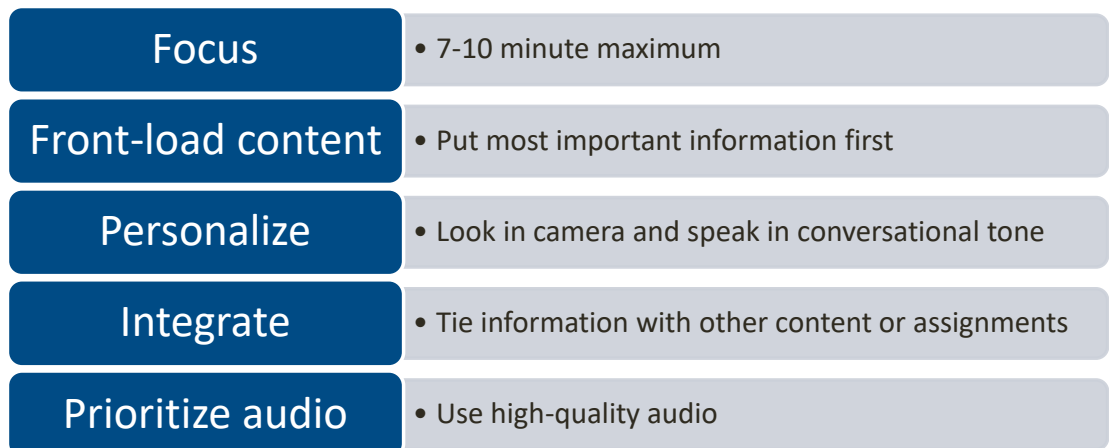 Focus
• 7-10 minute maximum
Front-load content
• Put most important information first
Personalize
• Look in camera and speak in conversational tone
Integrate
• Tie information with other content or assignments
Prioritize audio
• Use high-quality audio